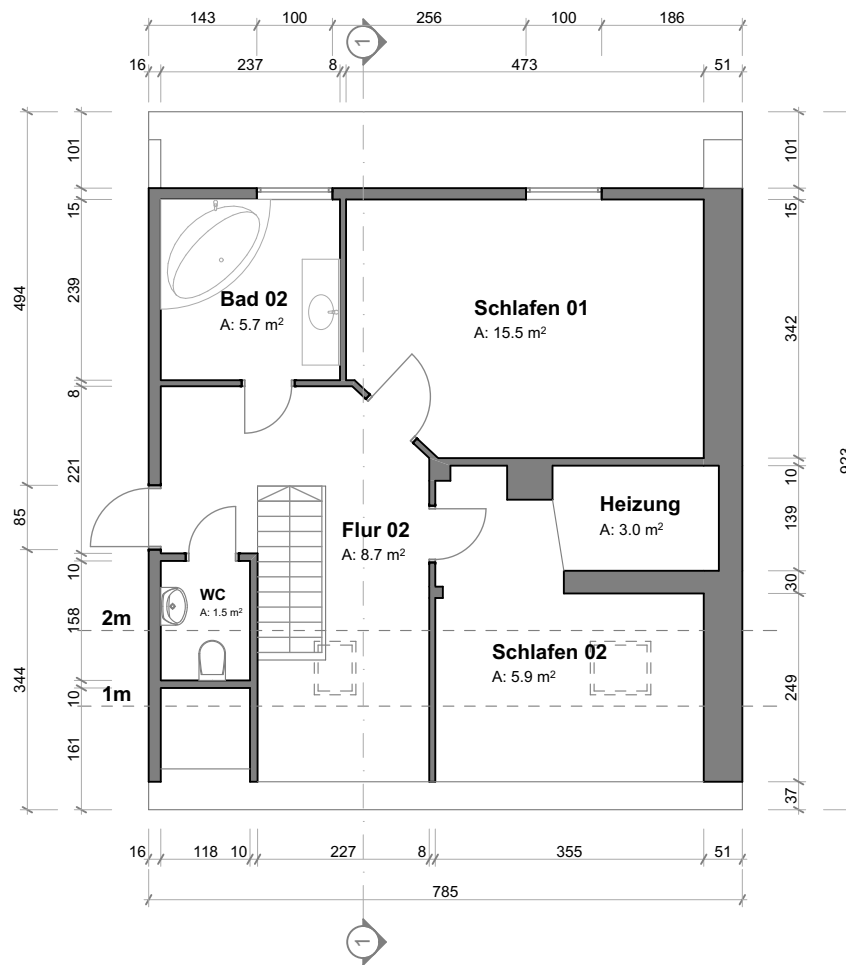 143 100 256 100 186
1
16 237 8 473 51
101 101
15 15
494 239 342
Bad 02
A: 5.7 m²
Schlafen 01
A: 15.5 m²
8
221
923
10
85 139
Flur 02
A: 8.7 m²
Heizung
A: 3.0 m²
10 30
WC
A: 1.5 m²
158
2m
Schlafen 02
A: 5.9 m²
344 249
10
1m
161
37
16 118 10 227 8 355 51
785
1